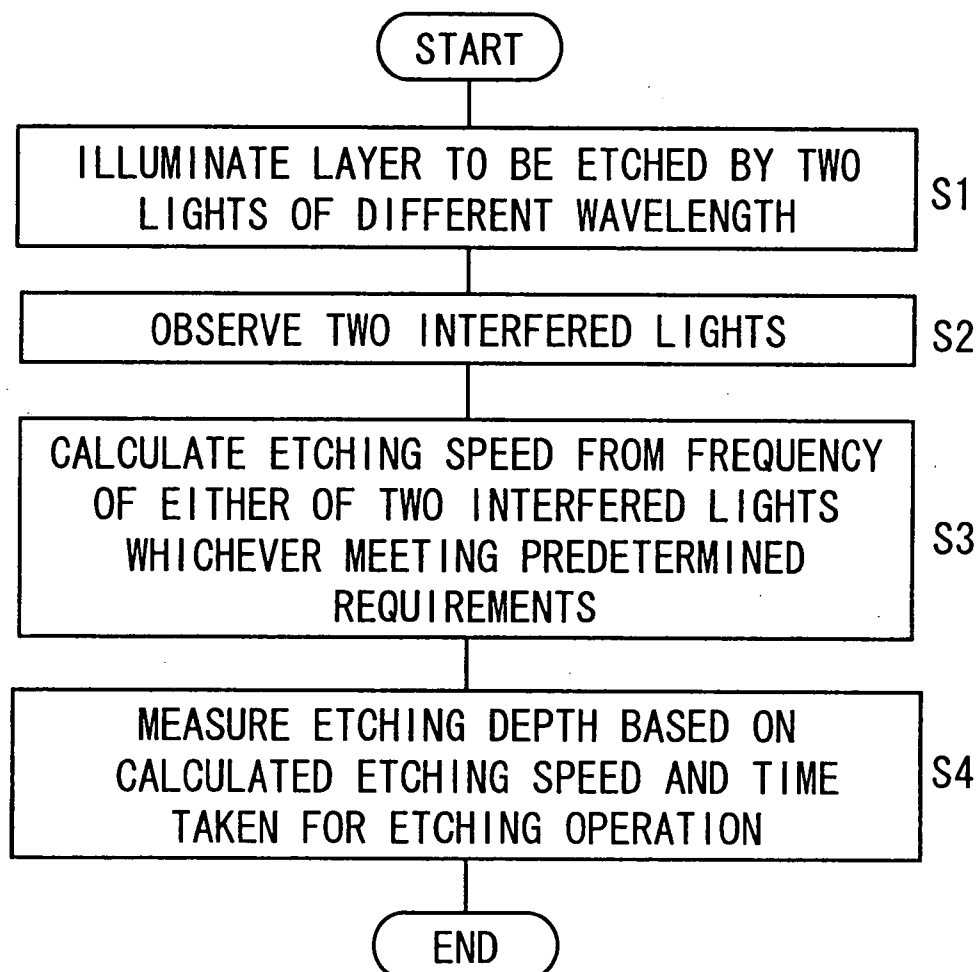 START
ILLUMINATE LAYER TO BE ETCHED BY TWO
LIGHTS OF DIFFERENT WAVELENGTH
S1
OBSERVE TWO INTERFERED LIGHTS
S2
CALCULATE ETCHING SPEED FROM FREQUENCY
OF EITHER OF TWO INTERFERED LIGHTS
WHICHEVER MEETING PREDETERMINED
REQUIREMENTS
S3
MEASURE ETCHING DEPTH BASED ON
CALCULATED ETCHING SPEED AND TIME
TAKEN FOR ETCHING OPERATION
S4
END